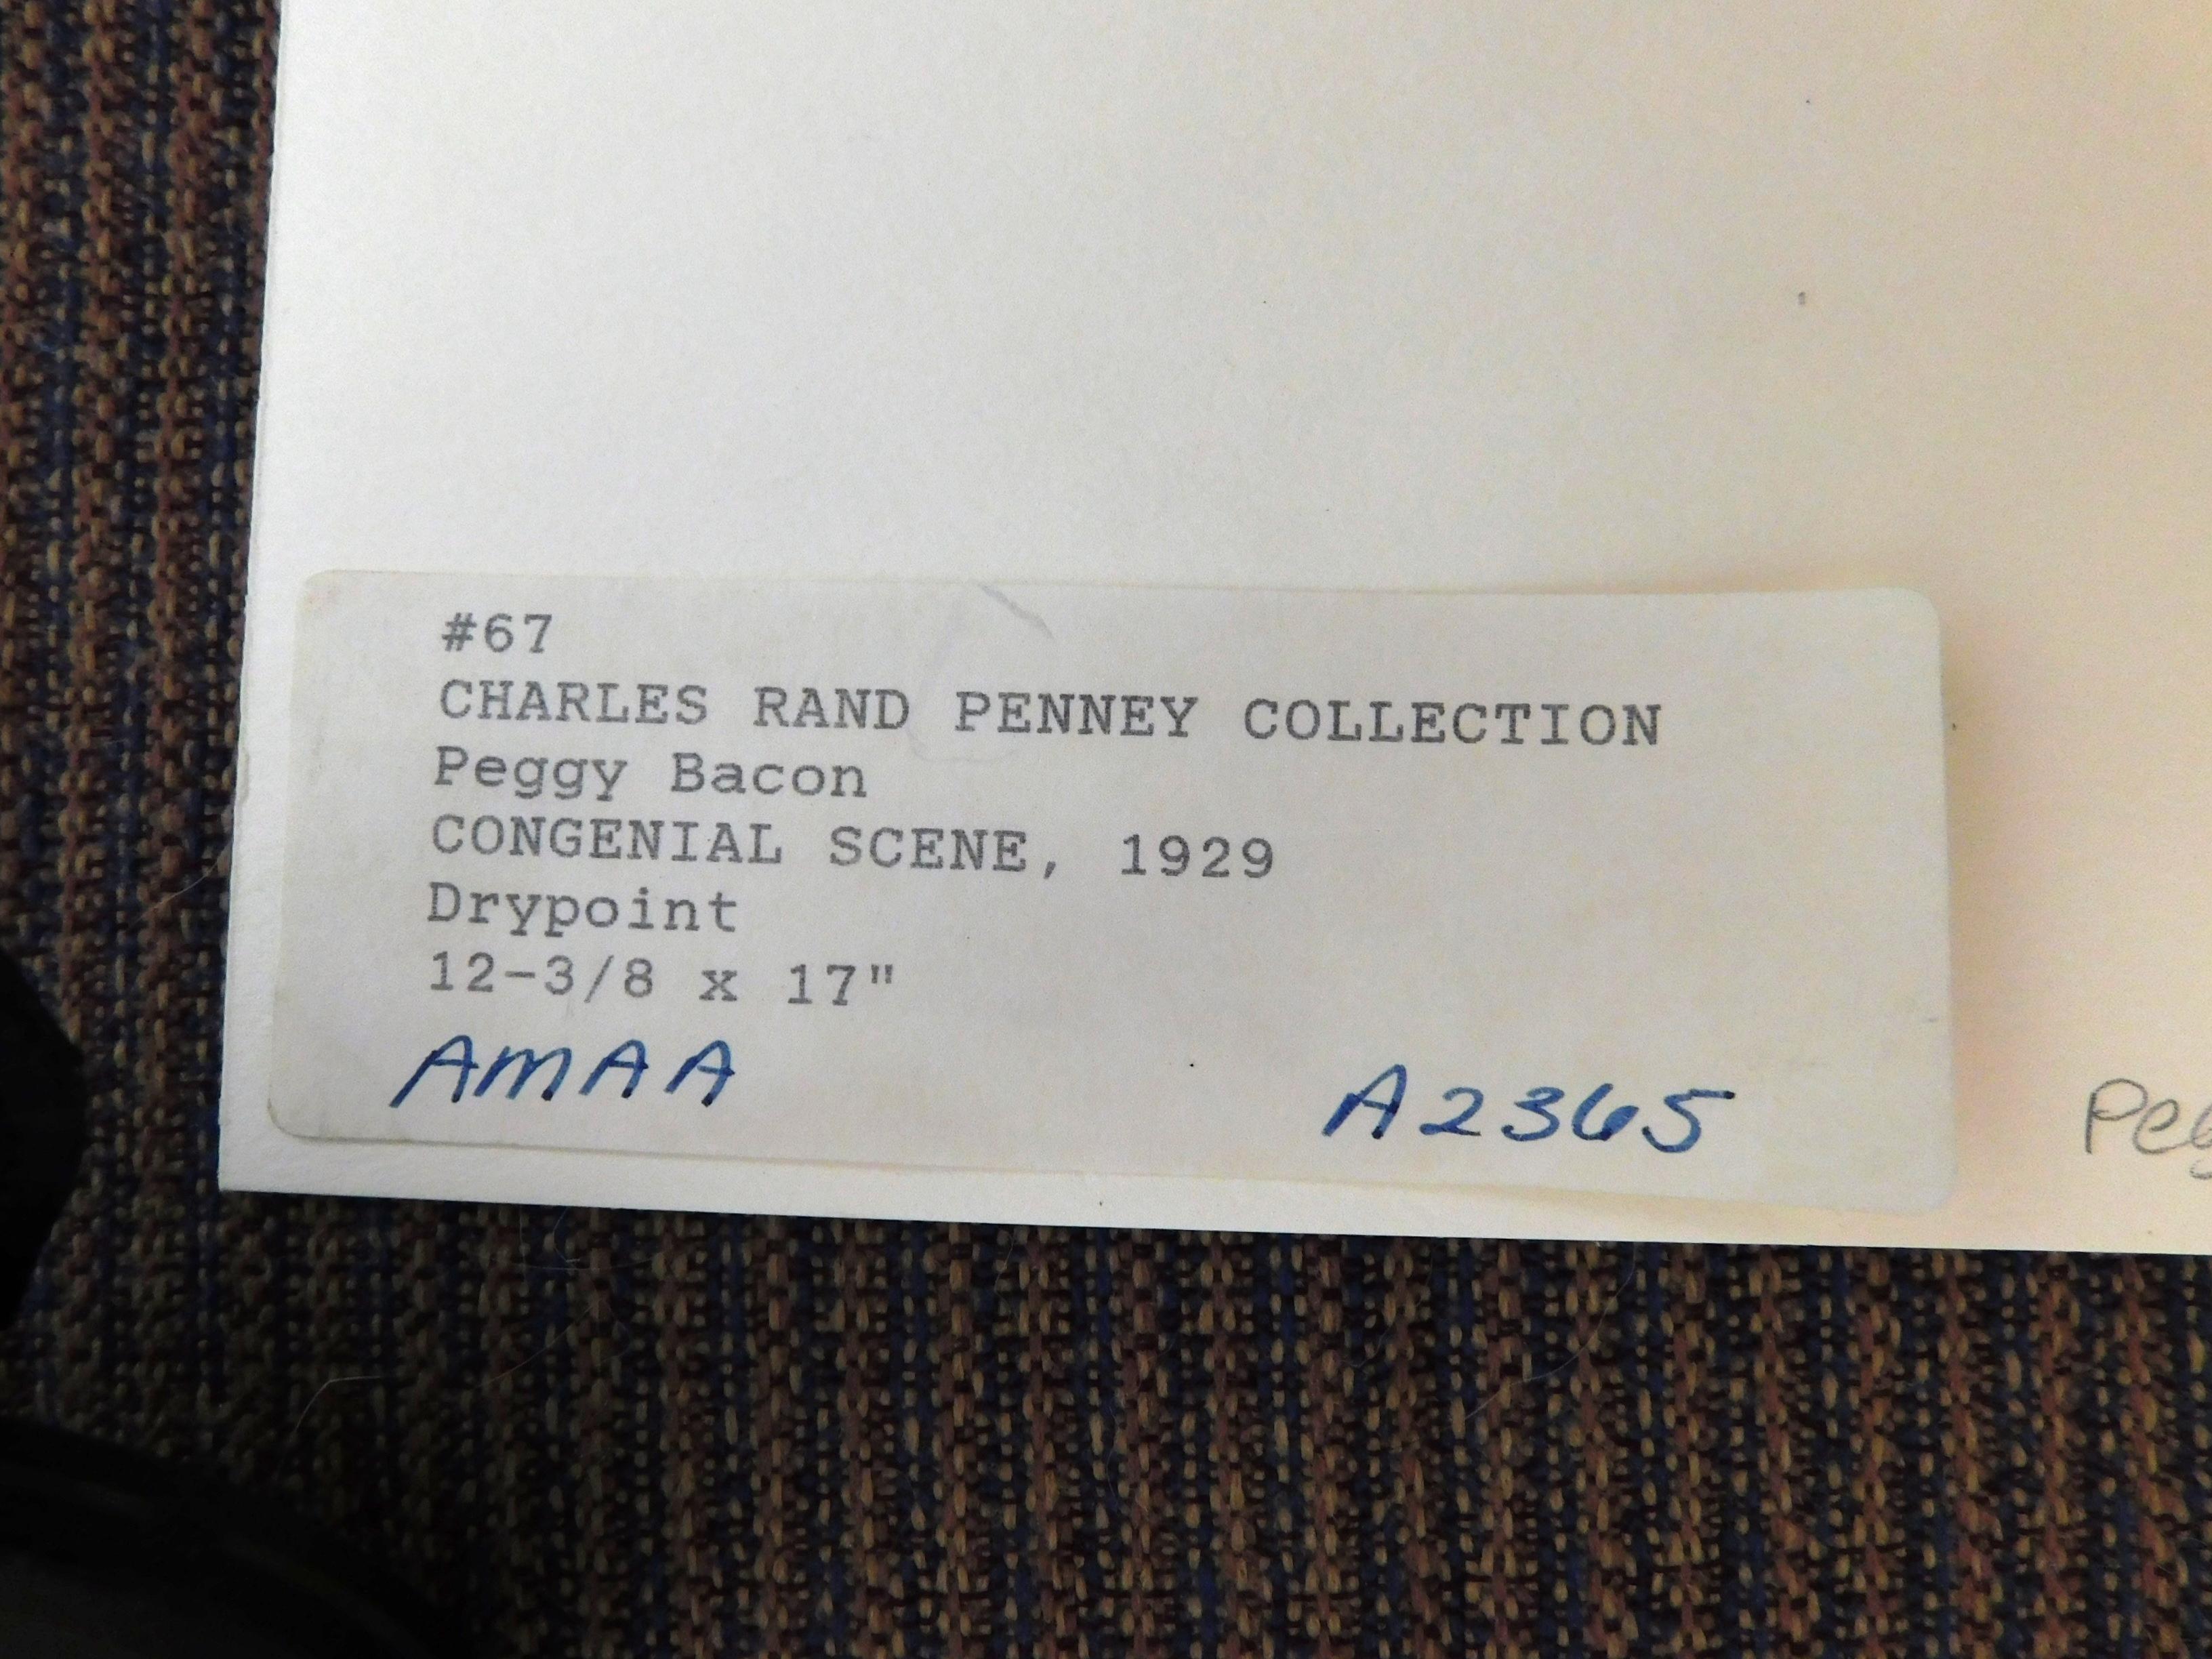 #67
CHARLES RAND PENNEY COLLECTION
Peggy Bacon
CONGENIAL SCENE, 1929
Drypoint
12-3/8 x 17"
AMAA A2365